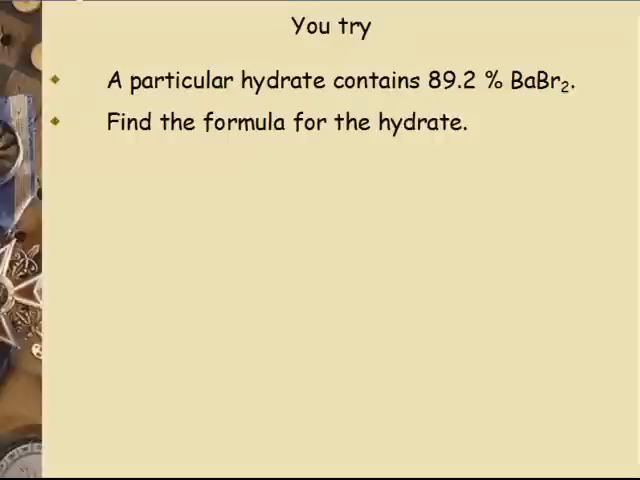 You try
A particular hydrate contains 89.2 % BaBr₂.
Find the formula for the hydrate.